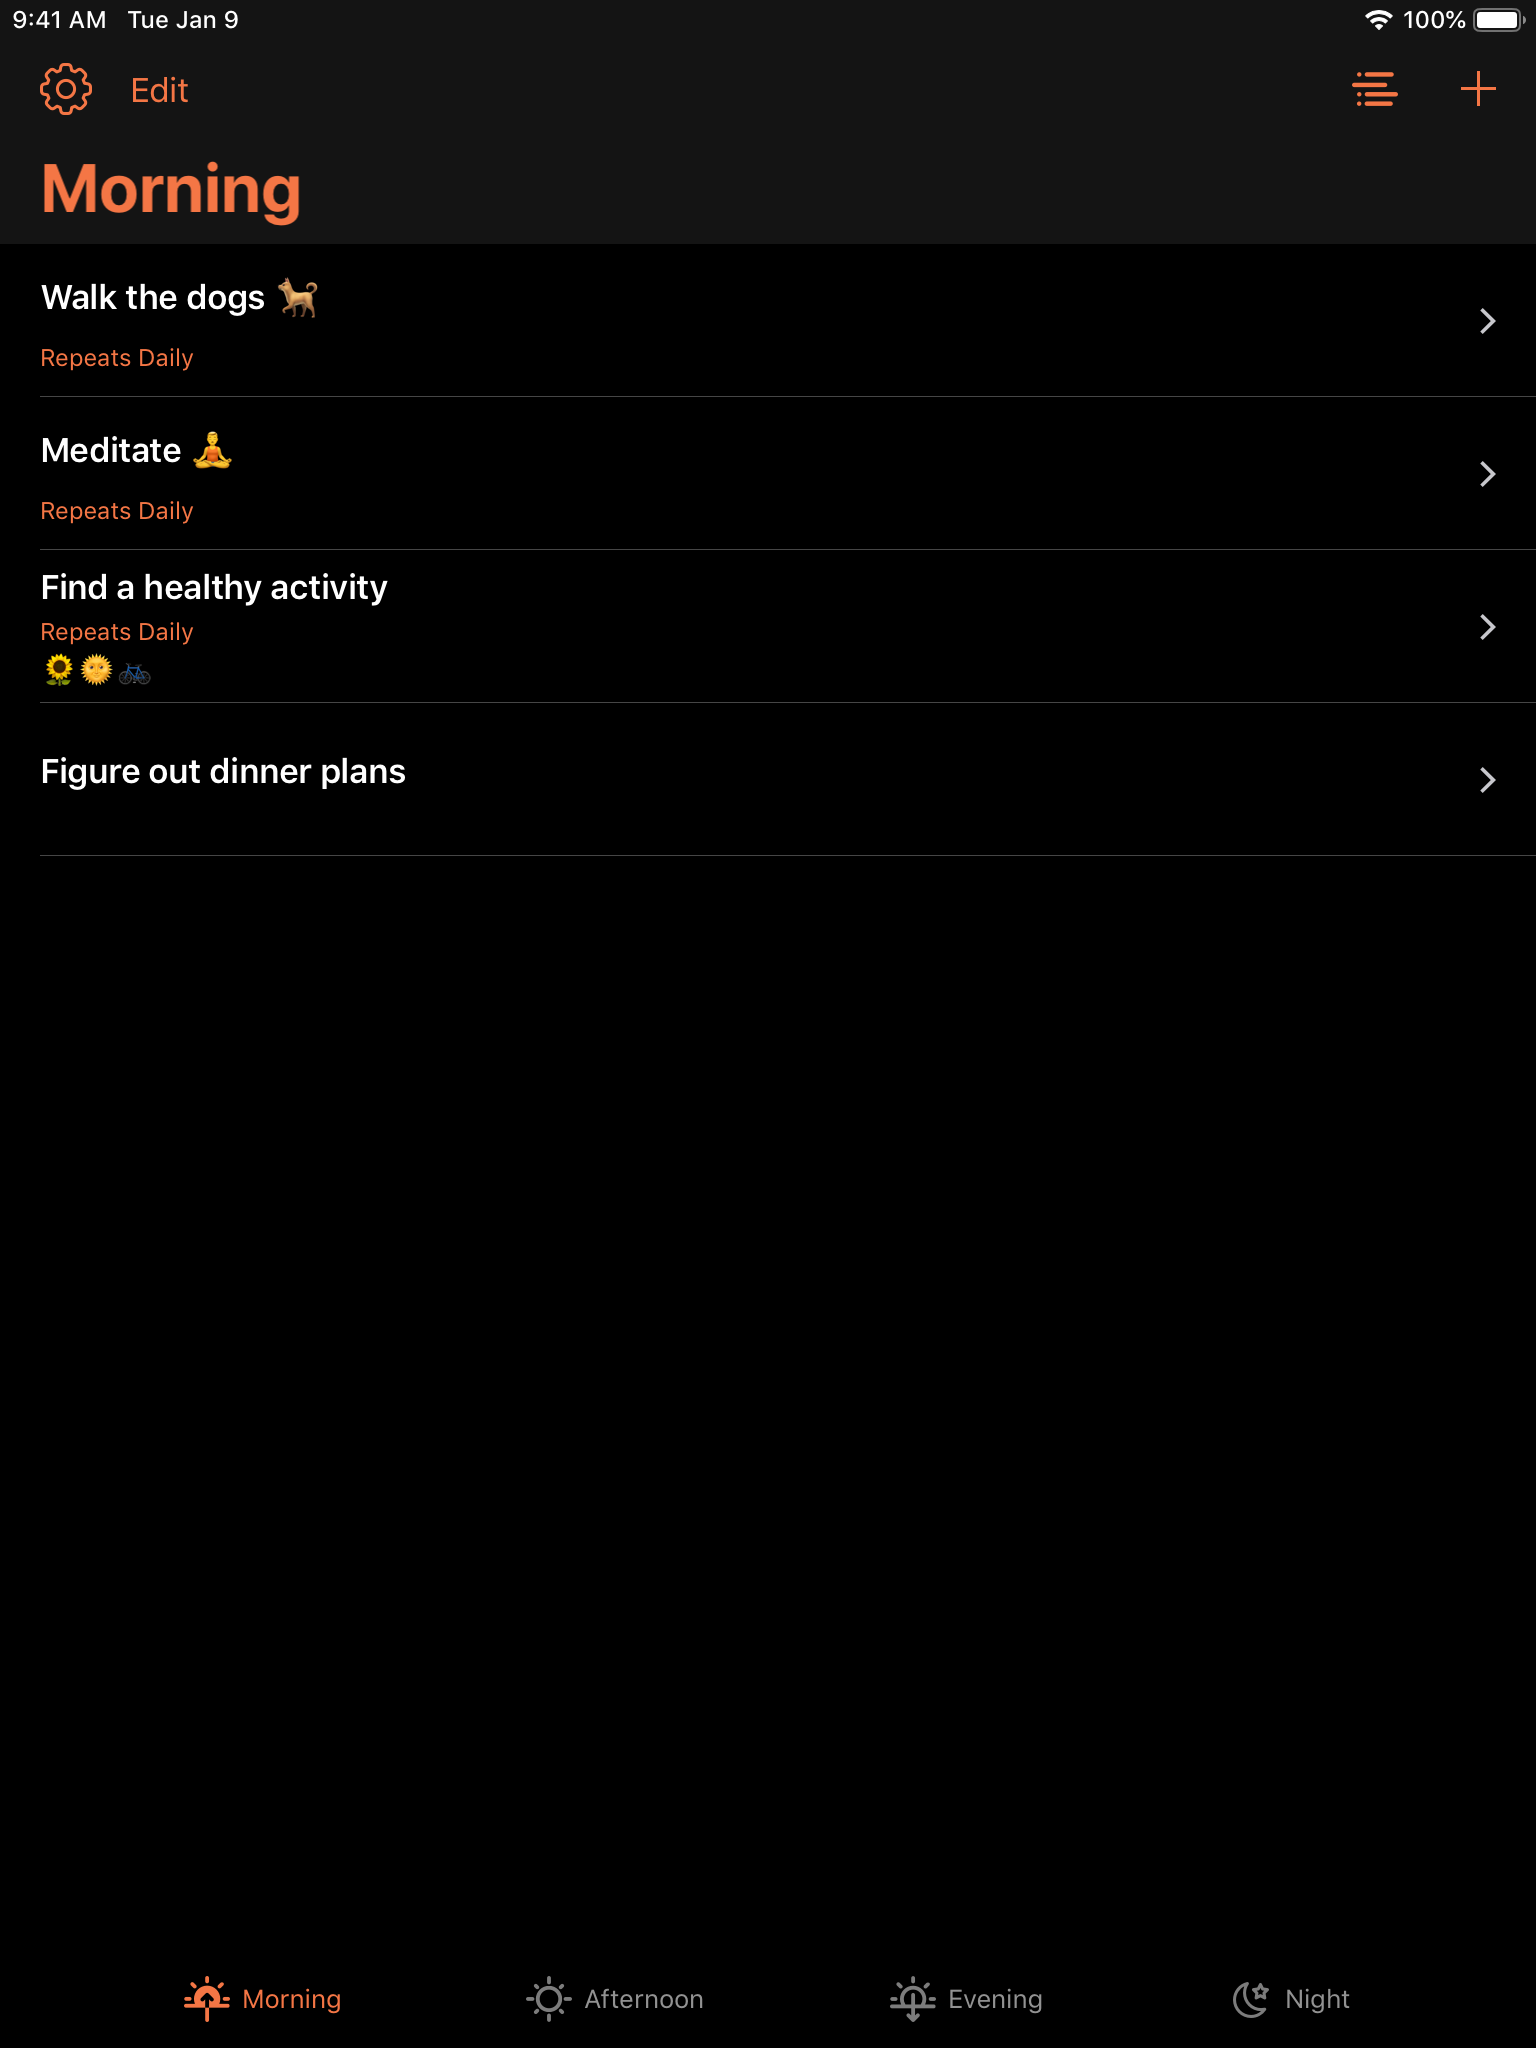 9:41 AM Tue Jan 9 100%
Edit
Morning
Walk the dogs 🐕
Repeats Daily
Meditate 🧘‍♂️
Repeats Daily
Find a healthy activity
Repeats Daily
🌻🌞🚲
Figure out dinner plans
Morning Afternoon Evening Night